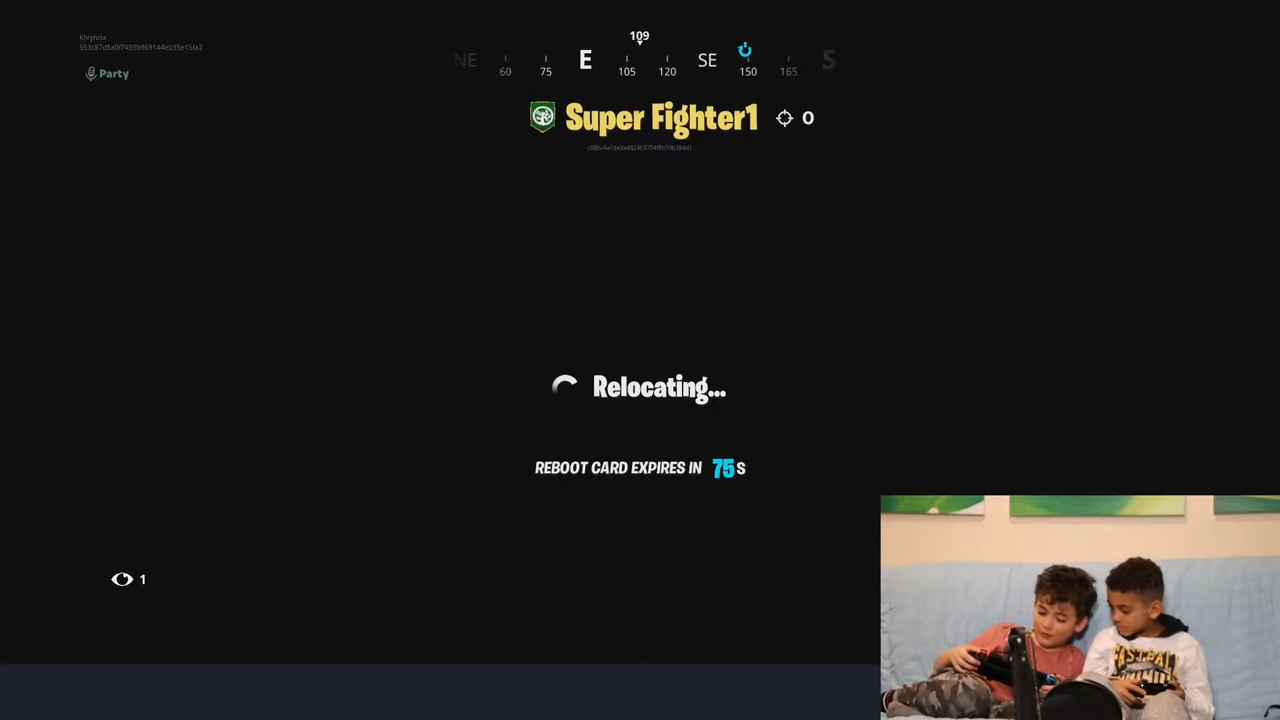 Khrynisx
109
NE 60 75 E 105 120 SE 150 165 S
Party
Super Fighter1 0
Relocating...
REBOOT CARD EXPIRES IN 75 S
1
FASTBALL